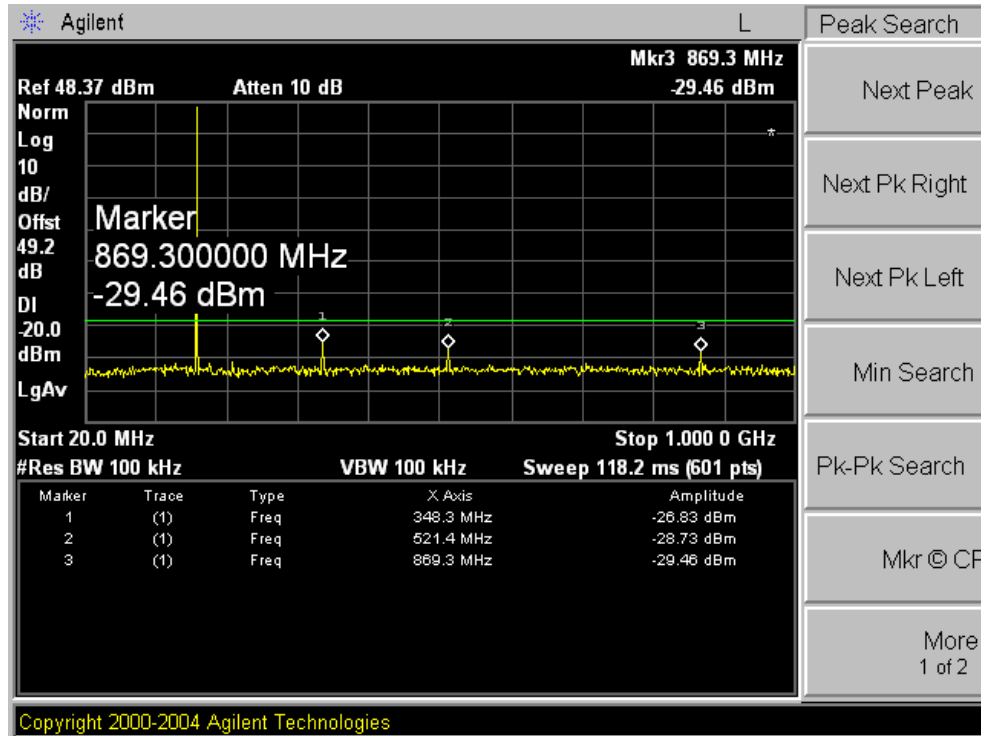 Agilent L Peak Search
Mkr3 869.3 MHz
Ref 48.37 dBm Atten 10 dB -29.46 dBm
Norm
Log
10
dB/
Offst
49.2
dB
DI
-20.0
dBm
LgAv
Marker
869.300000 MHz
-29.46 dBm
1
2
3
*
Start 20.0 MHz Stop 1.000 0 GHz
#Res BW 100 kHz VBW 100 kHz Sweep 118.2 ms (601 pts)
Marker Trace Type X Axis Amplitude
1 (1) Freq 348.3 MHz -26.83 dBm
2 (1) Freq 521.4 MHz -28.73 dBm
3 (1) Freq 869.3 MHz -29.46 dBm
Next Peak
Next Pk Right
Next Pk Left
Min Search
Pk-Pk Search
Mkr © CF
More
1 of 2
Copyright 2000-2004 Agilent Technologies